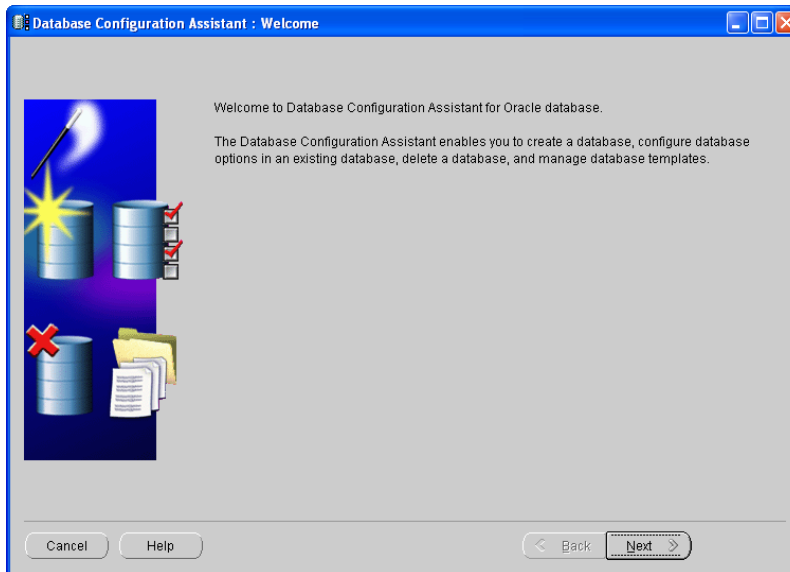 Database Configuration Assistant : Welcome
Welcome to Database Configuration Assistant for Oracle database.
The Database Configuration Assistant enables you to create a database, configure database
options in an existing database, delete a database, and manage database templates.
Cancel
Help
Back
Next